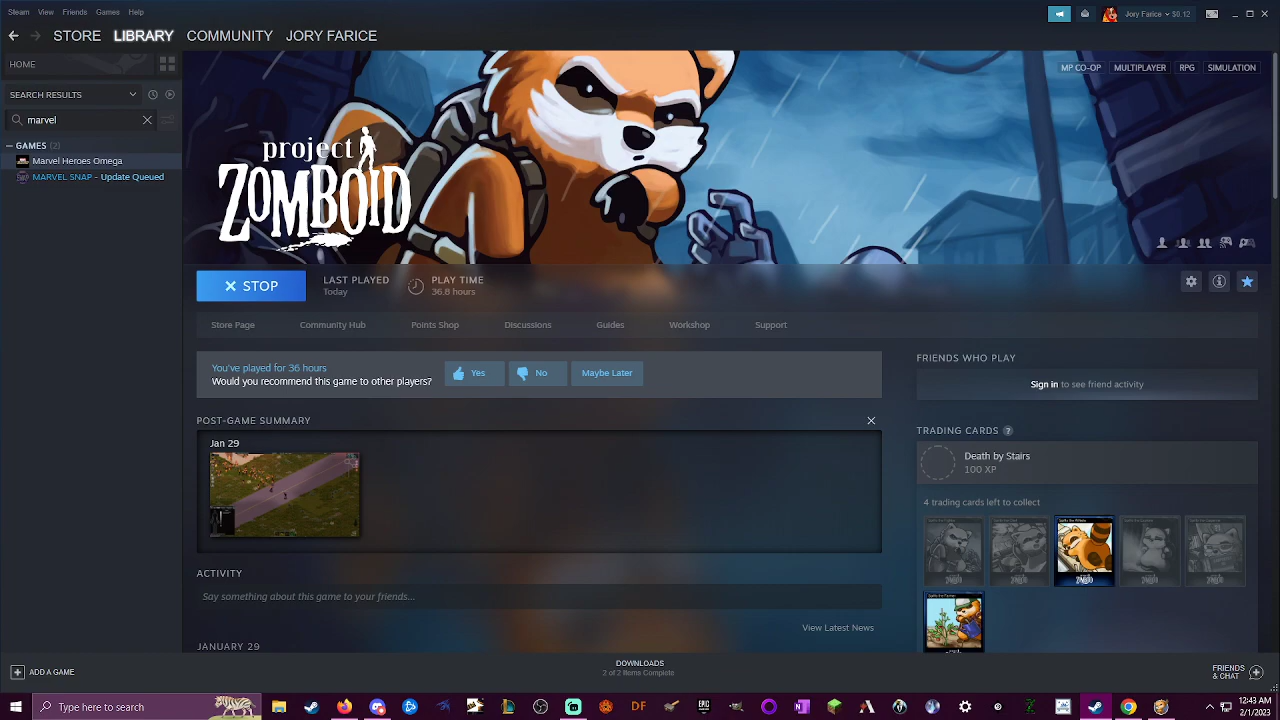 Steam View Friends Games Help
Jory Farice $0.12
STORE LIBRARY COMMUNITY JORY FARICE
HOME
SEARCH RESULTS
marvel
GAMES (2)
Marvel Heroes Omega
MARVEL SNAP - Update Queued
MP CO-OP MULTIPLAYER RPG SIMULATION
project
ZOMBOID
STOP
LAST PLAYED
Today
PLAY TIME
36.8 hours
Store Page Community Hub Points Shop Discussions Guides Workshop Support
You've played for 36 hours
Would you recommend this game to other players?
Yes No Maybe Later
POST-GAME SUMMARY
Jan 29
ACTIVITY
Say something about this game to your friends...
View Latest News
JANUARY 29
FRIENDS WHO PLAY
Sign in to see friend activity
TRADING CARDS ?
Death by Stairs
100 XP
4 trading cards left to collect
ADD A GAME
DOWNLOADS
2 of 2 Items Complete
FRIENDS
& CHAT
Type here to search
DF
EPIC
12:43 AM
2/1/2023